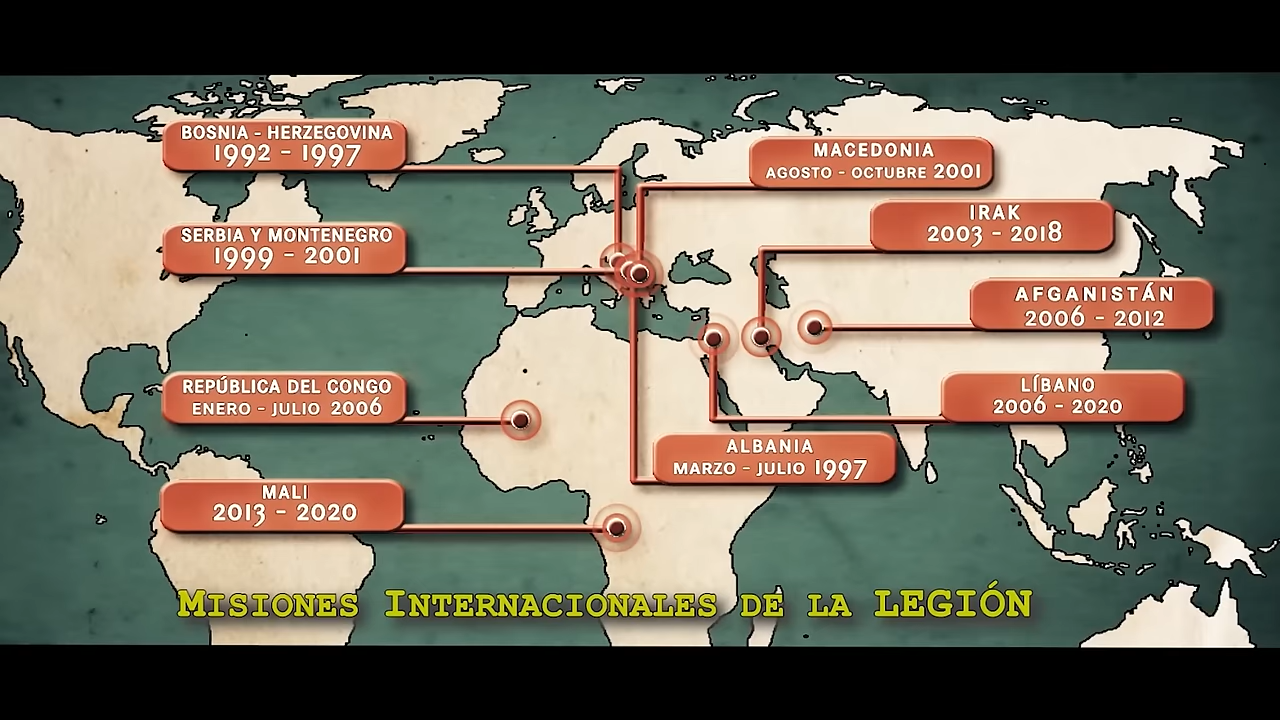 BOSNIA - HERZEGOVINA
1992 - 1997
SERBIA Y MONTENEGRO
1999 - 2001
REPÚBLICA DEL CONGO
ENERO - JULIO 2006
MALI
2013 - 2020
MACEDONIA
AGOSTO - OCTUBRE 2001
IRAK
2003 - 2018
AFGANISTÁN
2006 - 2012
LÍBANO
2006 - 2020
ALBANIA
MARZO - JULIO 1997
MISIONES INTERNACIONALES DE LA LEGIÓN